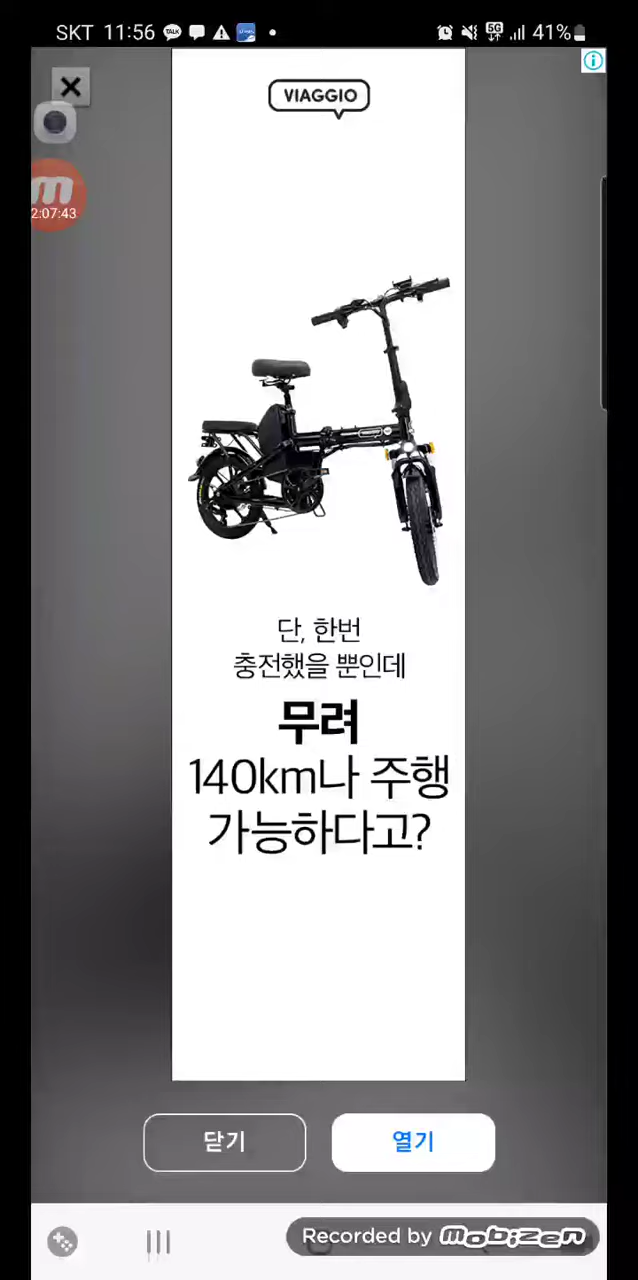 SKT 11:56
TALK
5G
41%
VIAGGIO
2:07:43
단, 한번
충전했을 뿐인데
무려
140km나 주행
가능하다고?
닫기
열기
Recorded by Mobizen